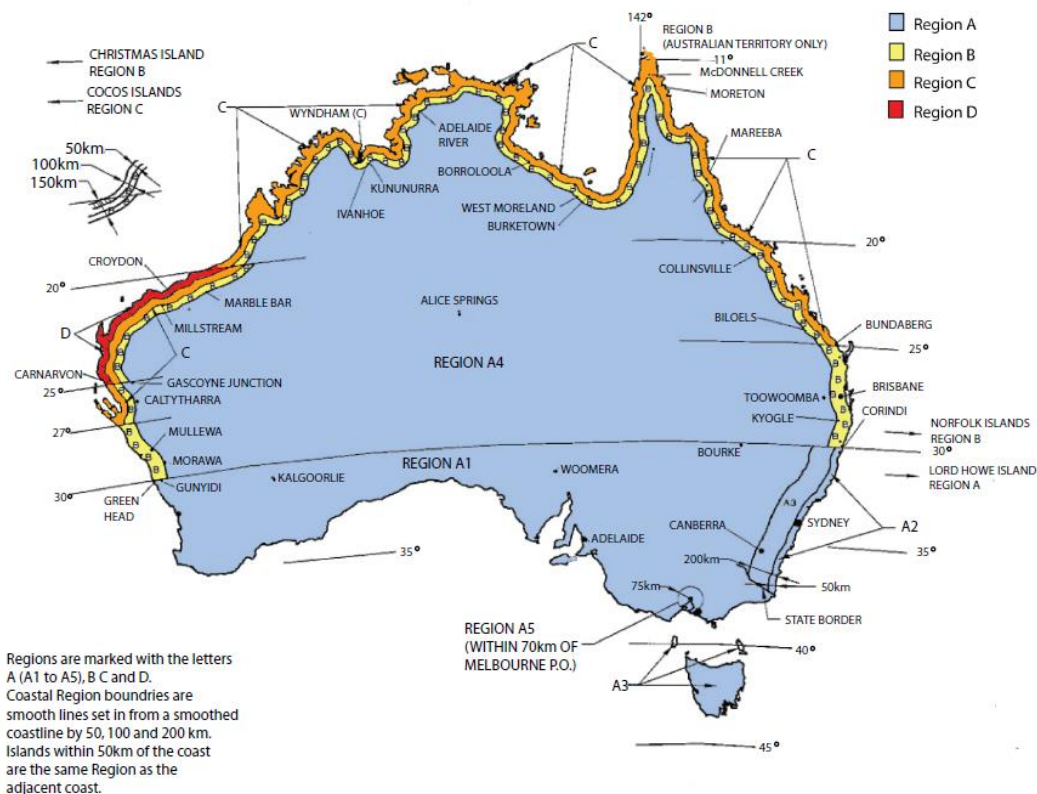 142°
REGION B
(AUSTRALIAN TERRITORY ONLY)
11°
McDONNELL CREEK
MORETON
Region A
Region B
Region C
Region D
CHRISTMAS ISLAND
REGION B
COCOS ISLANDS
REGION C
C
C
WYNDHAM (C)
ADELAIDE
RIVER
MAREEBA
C
50km
100km
150km
BORROLOOLA
KUNUNURRA
IVANHOE
WEST MORELAND
BURKETOWN
20°
CROYDON
COLLINSVILLE
20°
MARBLE BAR
ALICE SPRINGS
MILLSTREAM
BILOELS
BUNDABERG
D
C
25°
REGION A4
CARNARVON
GASCOYNE JUNCTION
25°
CALTYTHARRA
TOOWOOMBA
BRISBANE
KYOGLE
CORINDI
27°
MULLEWA
NORFOLK ISLANDS
REGION B
30°
MORAWA
REGION A1
BOURKE
WOOMERA
LORD HOWE ISLAND
REGION A
GUNYIDI
KALGOORLIE
30°
GREEN
HEAD
A3
CANBERRA
SYDNEY
A2
ADELAIDE
35°
35°
200km
75km
50km
STATE BORDER
REGION A5
(WITHIN 70km OF
MELBOURNE P.O.)
40°
A3
45°
Regions are marked with the letters
A (A1 to A5), B C and D.
Coastal Region boundries are
smooth lines set in from a smoothed
coastline by 50, 100 and 200 km.
Islands within 50km of the coast
are the same Region as the
adjacent coast.